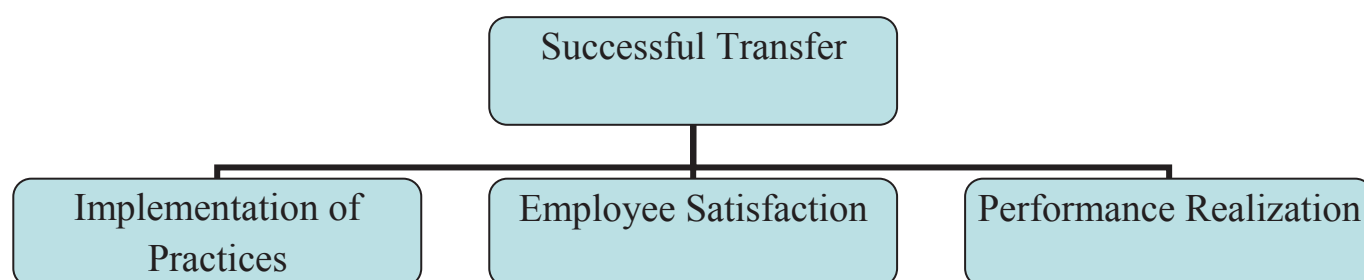 Successful Transfer
Implementation of
Practices
Employee Satisfaction
Performance Realization